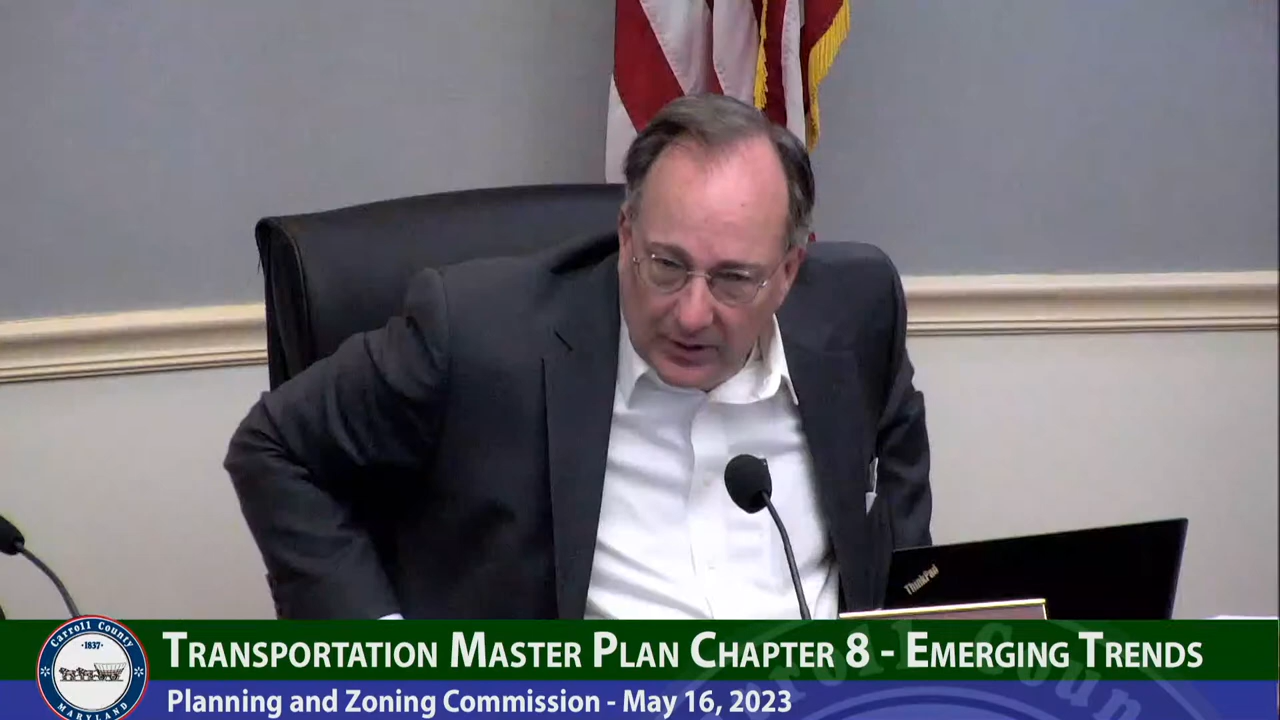 ThinkPad
Transportation Master Plan Chapter 8 - Emerging Trends
Planning and Zoning Commission - May 16, 2023
Carroll County
1837
Maryland